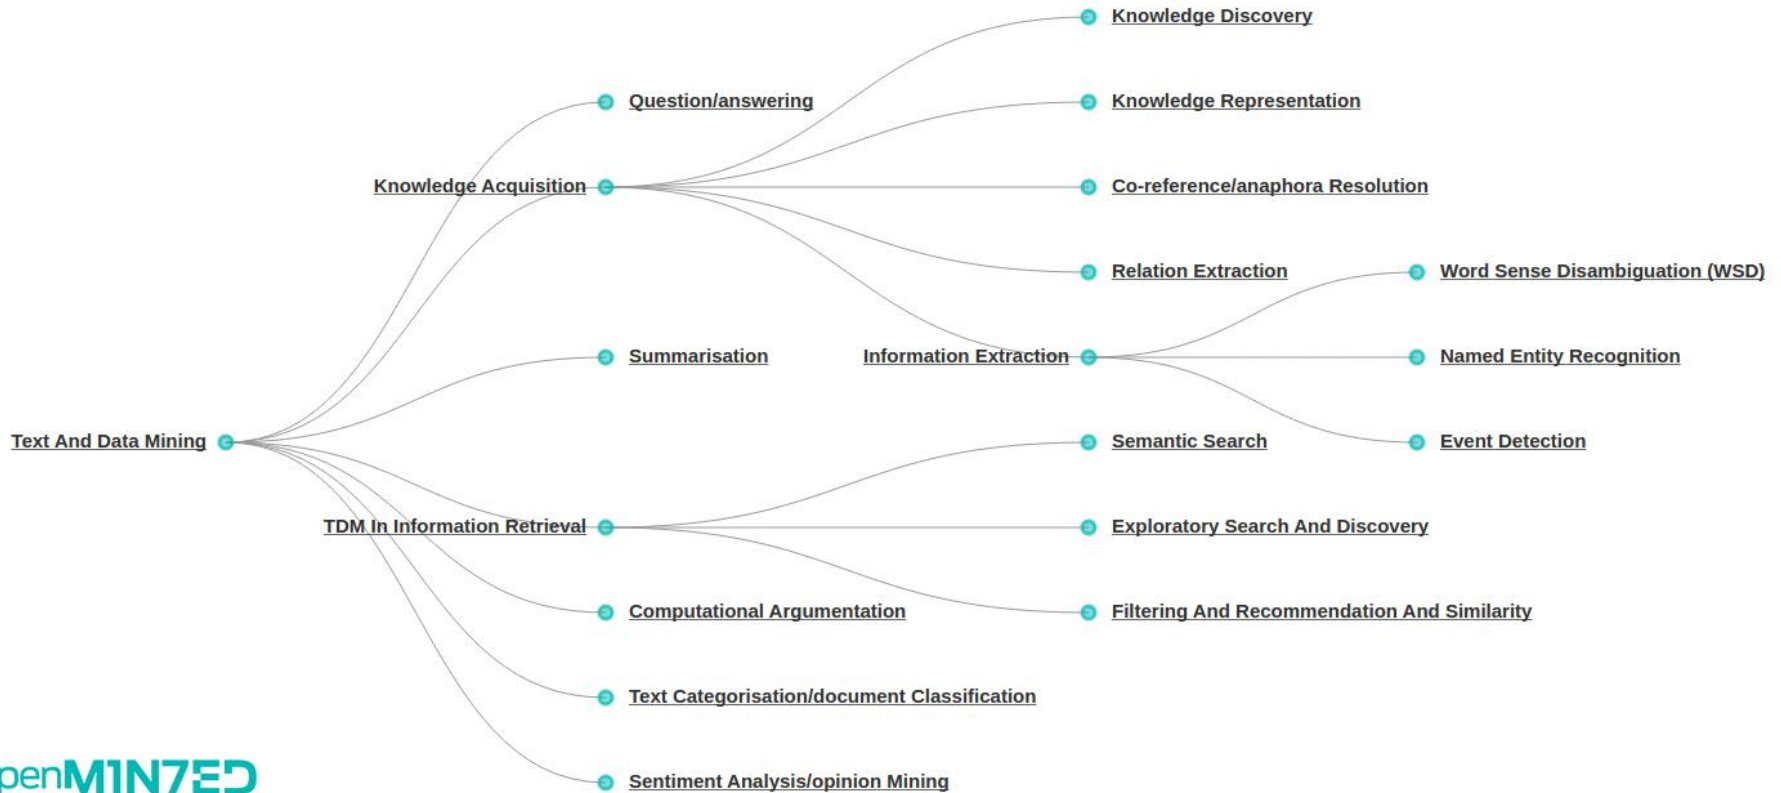 Knowledge Discovery
Question/answering
Knowledge Representation
Knowledge Acquisition
Co-reference/anaphora Resolution
Relation Extraction
Word Sense Disambiguation (WSD)
Summarisation
Information Extraction
Named Entity Recognition
Text And Data Mining
Semantic Search
Event Detection
TDM In Information Retrieval
Exploratory Search And Discovery
Computational Argumentation
Filtering And Recommendation And Similarity
Text Categorisation/document Classification
Sentiment Analysis/opinion Mining
penM1N7ED